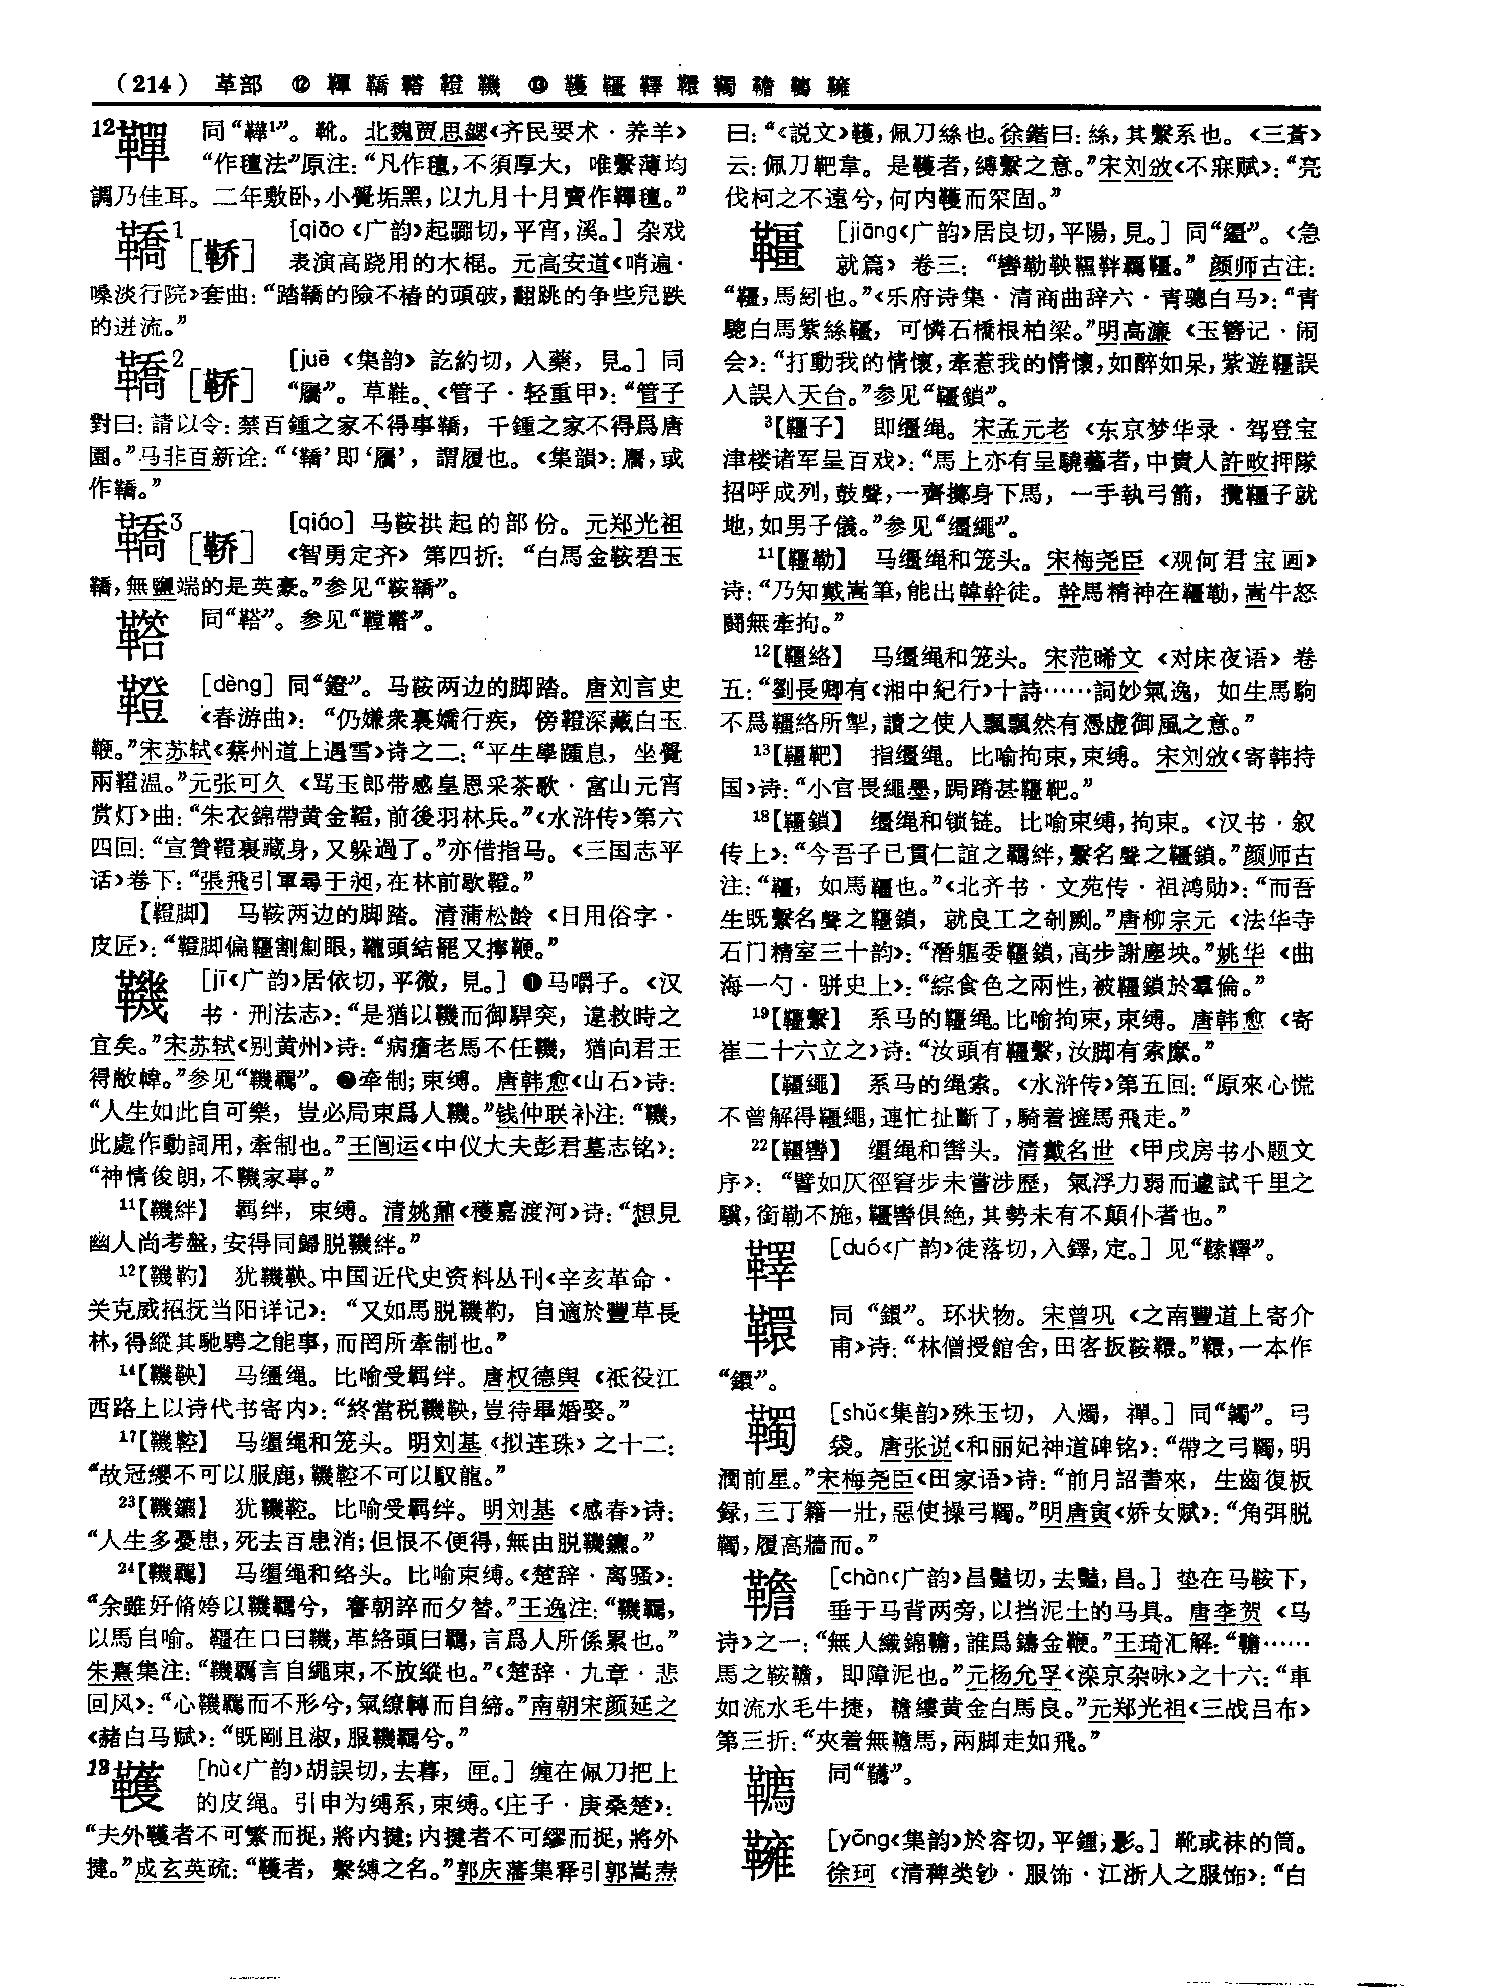 （214） 革部 ⑫ 鞸 鞽 鞳 鞺 鞿 ⑬ 韄 韁 韂
12 同“鞾¹”。靴。北魏贾思勰《齐民要术·养羊》
“作氊法”原注：“凡作氊，不須厚大，唯緊薄均
調乃佳耳。二年敷卧，小覺垢黑，以九月十月賣作鞾氊。”
鞽1［鞒］ [qiāo《广韵》起嚻切，平宵，溪。] 杂戏
表演高跷用的木棍。元高安道《哨遍·
嗓淡行院》套曲：“踏鞽的險不樁的頭破，翻跳的争些兒跌
的迸流。”
鞽2［鞒］ [juē《集韵》訖約切，入藥，見。] 同
“屩”。草鞋。《管子·轻重甲》：“管子
對曰：請以令：禁百鍾之家不得事鞽，千鍾之家不得爲唐
園。”马非百新诠：“‘鞽’即‘屩’，謂履也。《集韻》：屩，或
作鞽。”
鞽3［鞒］ [qiáo] 马鞍拱起的部份。元郑光祖
《智勇定齐》第四折：“白馬金鞍碧玉
鞽，無鹽端的是英豪。”参见“鞍鞽”。
同“鞳”。参见
鞺
[dèng] 同“鐙”。马鞍两边的脚踏。唐刘言史
《春游曲》：“仍嫌衆裏嬌行疾，傍鐙深藏白玉
鞭。”宋苏轼《蔡州道上遇雪》诗之二：“平生學踵息，坐覺
兩鐙温。”元张可久《骂玉郎带感皇恩采茶歌·富山元宵
赏灯》曲：“朱衣錦帶黄金鐙，前後羽林兵。”《水浒传》第六
四回：“宣贊鐙裏藏身，又躲過了。”亦借指马。《三国志平
话》卷下：“張飛引軍尋于昶，在林前歇鐙。”
【鐙脚】 马鞍两边的脚踏。清蒲松龄《日用俗字·
皮匠》：“鐙脚偏韁割劊眼，鞴頭結罷又擰鞭。”
鞿 [jī《广韵》居依切，平微，見。] ❶马嚼子。《汉
书·刑法志》：“是猶以鞿而御駻突，違救時之
宜矣。”宋苏轼《别黄州》诗：“病瘡老馬不任鞿，猶向君王
得敝幃。”参见“鞿羈”。❷牵制；束缚。唐韩愈《山石》诗：
“人生如此自可樂，豈必局束爲人鞿。”钱仲联补注：“鞿，
此處作動詞用，牽制也。”王闿运《中仪大夫彭君墓志铭》：
“神情俊朗，不鞿家事。”
11【鞿絆】 羁绊，束缚。清姚鼐《穫嘉渡河》诗：“想見
幽人尚考盤，安得同歸脱鞿絆。”
12【鞿靮】 犹鞿鞅。中国近代史资料丛刊《辛亥革命·
关克威招抚当阳详记》：“又如馬脱鞿靮，自適於豐草長
林，得縱其馳騁之能事，而罔所牽制也。”
14【鞿鞅】 马缰绳。比喻受羁绊。唐权德舆《祗役江
西路上以诗代书寄内》：“終當税鞿鞅，豈待畢婚娶。”
17【鞿鞚】 马缰绳和笼头。明刘基《拟连珠》之十二：
“故冠纓不可以服鹿，鞿鞚不可以馭龍。”
23【鞿鑣】 犹鞿鞚。比喻受羁绊。明刘基《感春》诗：
“人生多憂患，死去百患消；但恨不便得，無由脱鞿鑣。”
24【鞿羈】 马缰绳和络头。比喻束缚。《楚辞·离骚》：
“余雖好脩姱以鞿羈兮，謇朝誶而夕替。”王逸注：“鞿羈，
以馬自喻。韁在口曰鞿，革絡頭曰羈，言爲人所係累也。”
朱熹集注：“鞿羈言自繩束，不放縱也。”《楚辞·九章·悲
回风》：“心鞿羈而不形兮，氣繚轉而自締。”南朝宋颜延之
《赭白马赋》：“既剛且淑，服鞿羈兮。”
13 韄 [hù《广韵》胡誤切，去暮，匣。] 缠在佩刀把上
的皮绳。引申为缚系，束缚。《庄子·庚桑楚》：
“夫外韄者不可繁而捉，將内揵；内揵者不可繆而捉，將外
揵。”成玄英疏：“韄者，繫縛之名。”郭庆藩集释引郭嵩焘
曰：“《説文》韄，佩刀絲也。徐鍇曰：絲，其繫系也。《三蒼》
云：佩刀靶韋。是韄者，縛繫之意。”宋刘攽《不寐赋》：“亮
伐柯之不遠兮，何内韄而罙固。”
韁 [jiāng《广韵》居良切，平陽，見。] 同“繮”。《急
就篇》卷三：“轡勒鞅韅靽羈韁。”颜师古注：
“韁，馬紖也。”《乐府诗集·清商曲辞六·青骢白马》：“青
驄白馬紫絲韁，可憐石橋根柏梁。”明高濂《玉簪记·闹
会》：“打動我的情懷，牽惹我的情懷，如醉如呆，紫遊韁誤
入誤入天台。”参见“韁鎖”。
3【韁子】 即缰绳。宋孟元老《东京梦华录·驾登宝
津楼诸军呈百戏》：“馬上亦有呈驍藝者，中貴人許畋押隊
招呼成列，鼓聲，一齊擲身下馬，一手執弓箭，攬韁子就
地，如男子儀。”参见“缰繩”。
11【韁勒】 马缰绳和笼头。宋梅尧臣《观何君宝画》
诗：“乃知戴嵩筆，能出韓幹徒。幹馬精神在韁勒，嵩牛怒
鬭無牽拘。”
12【韁絡】 马缰绳和笼头。宋范晞文《对床夜语》卷
五：“劉長卿有《湘中紀行》十詩……詞妙氣逸，如生馬駒
不爲韁絡所掣，讀之使人飄飄然有憑虚御風之意。”
13【韁靶】 指缰绳。比喻拘束，束缚。宋刘攽《寄韩持
国》诗：“小官畏繩墨，跼蹐甚韁靶。”
18【韁鎖】 缰绳和锁链。比喻束缚，拘束。《汉书·叙
传上》：“今吾子已貫仁誼之羈絆，繫名聲之韁鎖。”颜师古
注：“韁，如馬韁也。”《北齐书·文苑传·祖鸿勋》：“而吾
生既繫名聲之韁鎖，就良工之剞劂。”唐柳宗元《法华寺
石门精室三十韵》：“潛軀委韁鎖，高步謝塵坱。”姚华《曲
海一勺·骈史上》：“綜食色之兩性，被韁鎖於羣倫。”
19【韁繫】 系马的韁绳。比喻拘束，束缚。唐韩愈《寄
崔二十六立之》诗：“汝頭有韁繫，汝脚有索縻。”
【韁繩】 系马的绳索。《水浒传》第五回：“原來心慌
不曾解得韁繩，連忙扯斷了，騎着摌馬飛走。”
22【韁轡】 缰绳和辔头。清戴名世《甲戌房书小题文
序》：“譬如仄徑窘步未嘗涉歷，氣浮力弱而遽試千里之
驥，銜勒不施，韁轡俱絶，其勢未有不顛仆者也。”
[duó《广韵》徒落切，入鐸，定。] 见
同“鐶”。环状物。宋曾巩《之南豐道上寄介
甫》诗：“林僧授館舍，田客扳鞍 。” ，一本作
“鐶”。
韣 [shǔ《集韵》殊玉切，入燭，禪。] 同“韣”。弓
袋。唐张说《和丽妃神道碑铭》：“帶之弓韣，明
潤前星。”宋梅尧臣《田家语》诗：“前月詔書來，生齒復板
録，三丁籍一壯，惡使操弓韣。”明唐寅《娇女赋》：“角弭脱
韣，履高牆而。”
韂 [chàn《广韵》昌豔切，去豔，昌。] 垫在马鞍下，
垂于马背两旁，以挡泥土的马具。唐李贺《马
诗》之一：“無人織錦韂，誰爲鑄金鞭。”王琦汇解：“韂……
馬之鞍韂，即障泥也。”元杨允孚《滦京杂咏》之十六：“車
如流水毛牛捷，韂縷黄金白馬良。”元郑光祖《三战吕布》
第三折：“夾着無韂馬，兩脚走如飛。”
同
[yōng《集韵》於容切，平鍾，影。] 靴或袜的筒。
徐珂《清稗类钞·服饰·江浙人之服饰》：“白